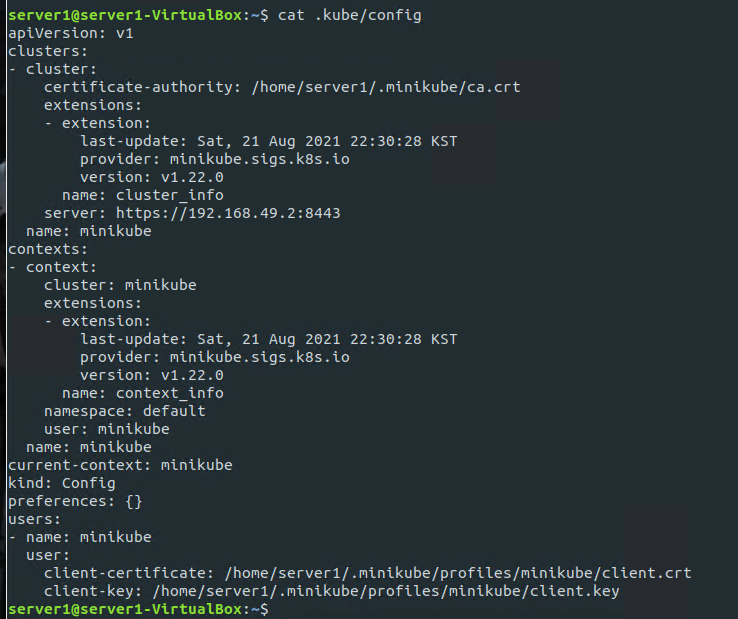 server1@server1-VirtualBox:~$ cat .kube/config
apiVersion: v1
clusters:
- cluster:
    certificate-authority: /home/server1/.minikube/ca.crt
    extensions:
    - extension:
        last-update: Sat, 21 Aug 2021 22:30:28 KST
        provider: minikube.sigs.k8s.io
        version: v1.22.0
      name: cluster_info
    server: https://192.168.49.2:8443
  name: minikube
contexts:
- context:
    cluster: minikube
    extensions:
    - extension:
        last-update: Sat, 21 Aug 2021 22:30:28 KST
        provider: minikube.sigs.k8s.io
        version: v1.22.0
      name: context_info
    namespace: default
    user: minikube
  name: minikube
current-context: minikube
kind: Config
preferences: {}
users:
- name: minikube
  user:
    client-certificate: /home/server1/.minikube/profiles/minikube/client.crt
    client-key: /home/server1/.minikube/profiles/minikube/client.key
server1@server1-VirtualBox:~$